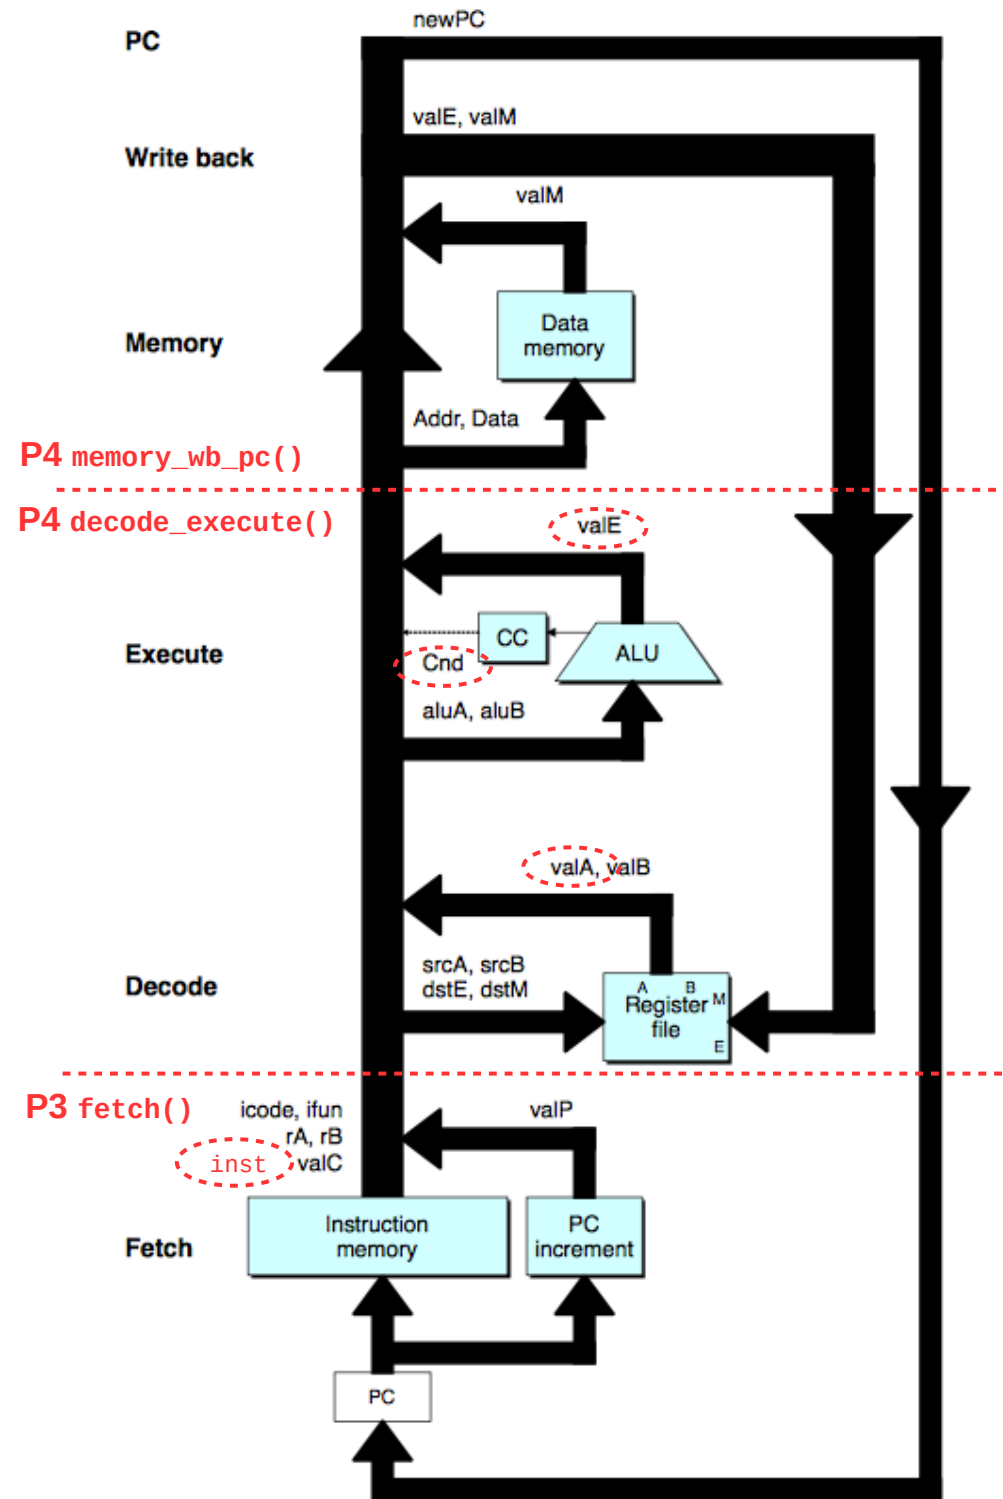 newPC
PC
valE, valM
Write back
valM
Data
memory
Memory
Addr, Data
P4 memory_wb_pc()
P4 decode_execute()
valE
CC
ALU
Execute
Cnd
aluA, aluB
valA, valB
srcA, srcB
dstE, dstM
Decode
A B
Register M
file
E
P3 fetch()
icode, ifun
valP
rA, rB
inst valC
Instruction
memory
PC
increment
Fetch
PC